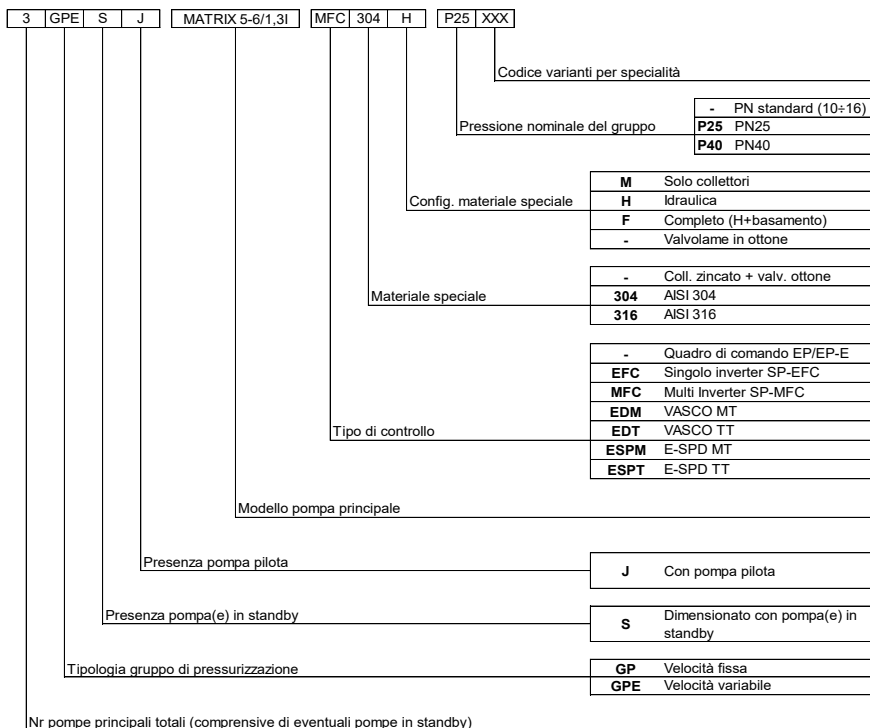 3 GPE S J MATRIX 5-6/1,3I MFC 304 H P25 XXX
Codice varianti per specialità
- PN standard (10÷16)
Pressione nominale del gruppo P25 PN25
P40 PN40
M Solo collettori
Config. materiale speciale H Idraulica
F Completo (H+basamento)
- Valvolame in ottone
- Coll. zincato + valv. ottone
Materiale speciale 304 AISI 304
316 AISI 316
- Quadro di comando EP/EP-E
EFC Singolo inverter SP-EFC
MFC Multi Inverter SP-MFC
EDM VASCO MT
Tipo di controllo EDT VASCO TT
ESPM E-SPD MT
ESPT E-SPD TT
Modello pompa principale
Presenza pompa pilota
J Con pompa pilota
Presenza pompa(e) in standby
S Dimensionato con pompa(e) in
standby
Tipologia gruppo di pressurizzazione GP Velocità fissa
GPE Velocità variabile
Nr pompe principali totali (comprensive di eventuali pompe in standby)